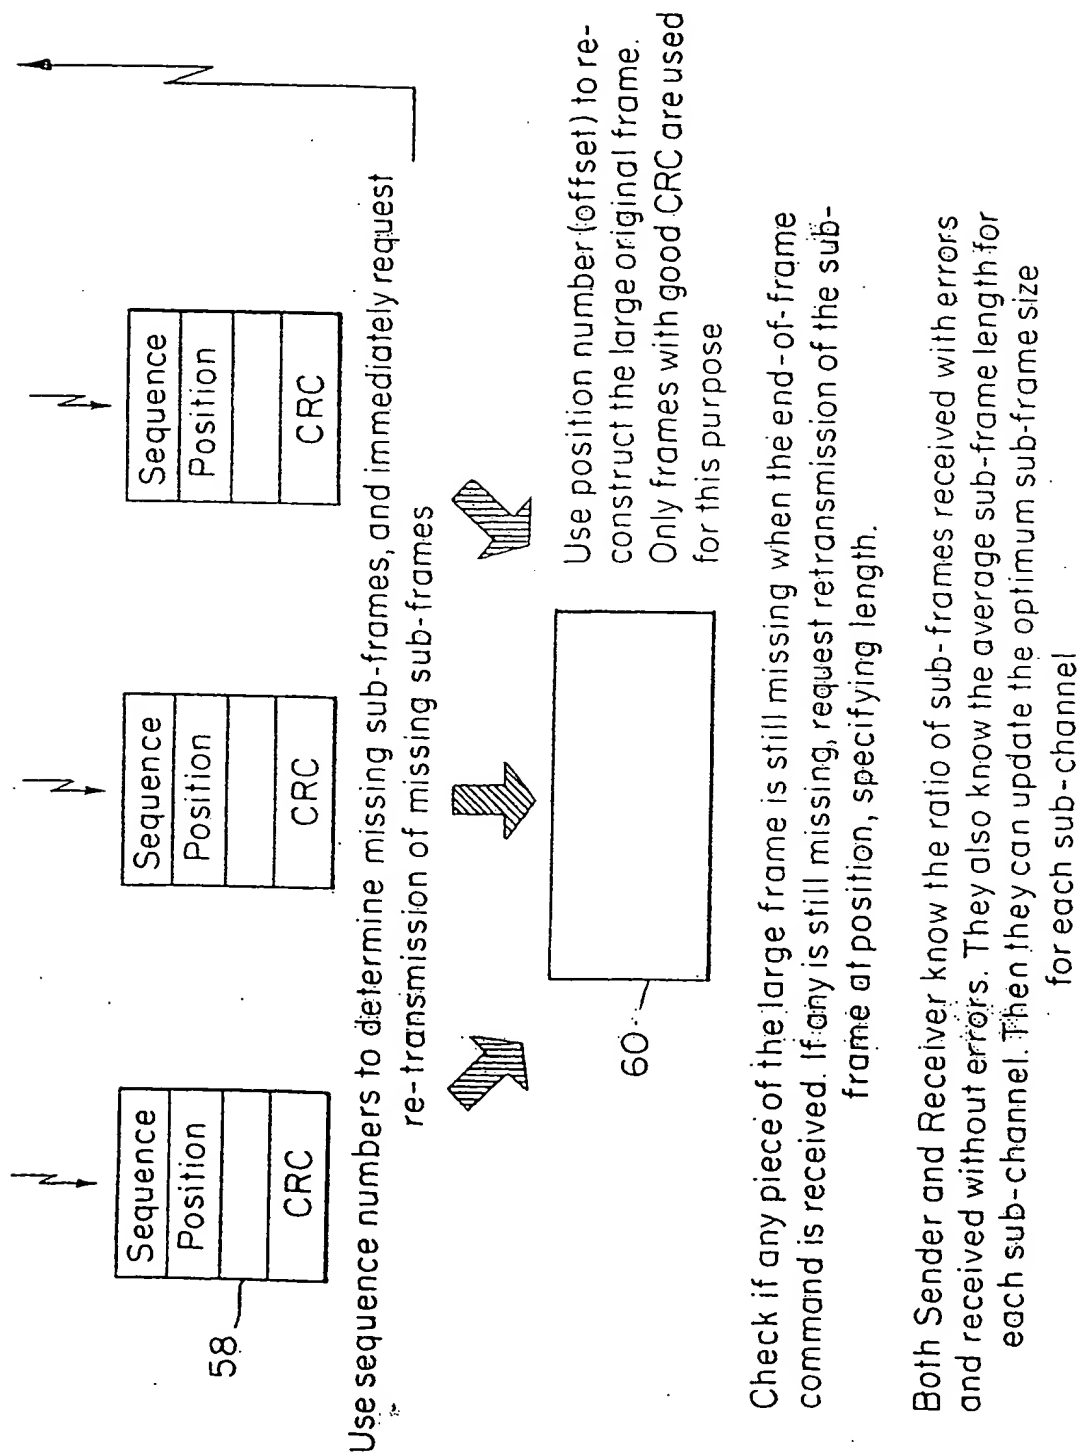 Sequence
Position
CRC
Sequence
Position
CRC
Sequence
Position
CRC
58
Use sequence numbers to determine missing sub-frames, and immediately request
re-transmission of missing sub-frames
Use position number (offset) to re-
construct the large original frame.
Only frames with good CRC are used
for this purpose
60
Check if any piece of the large frame is still missing when the end-of-frame
command is received. If any is still missing, request retransmission of the sub-
frame at position, specifying length.
Both Sender and Receiver know the ratio of sub-frames received with errors
and received without errors. They also know the average sub-frame length for
each sub-channel. Then they can update the optimum sub-frame size
for each sub-channel